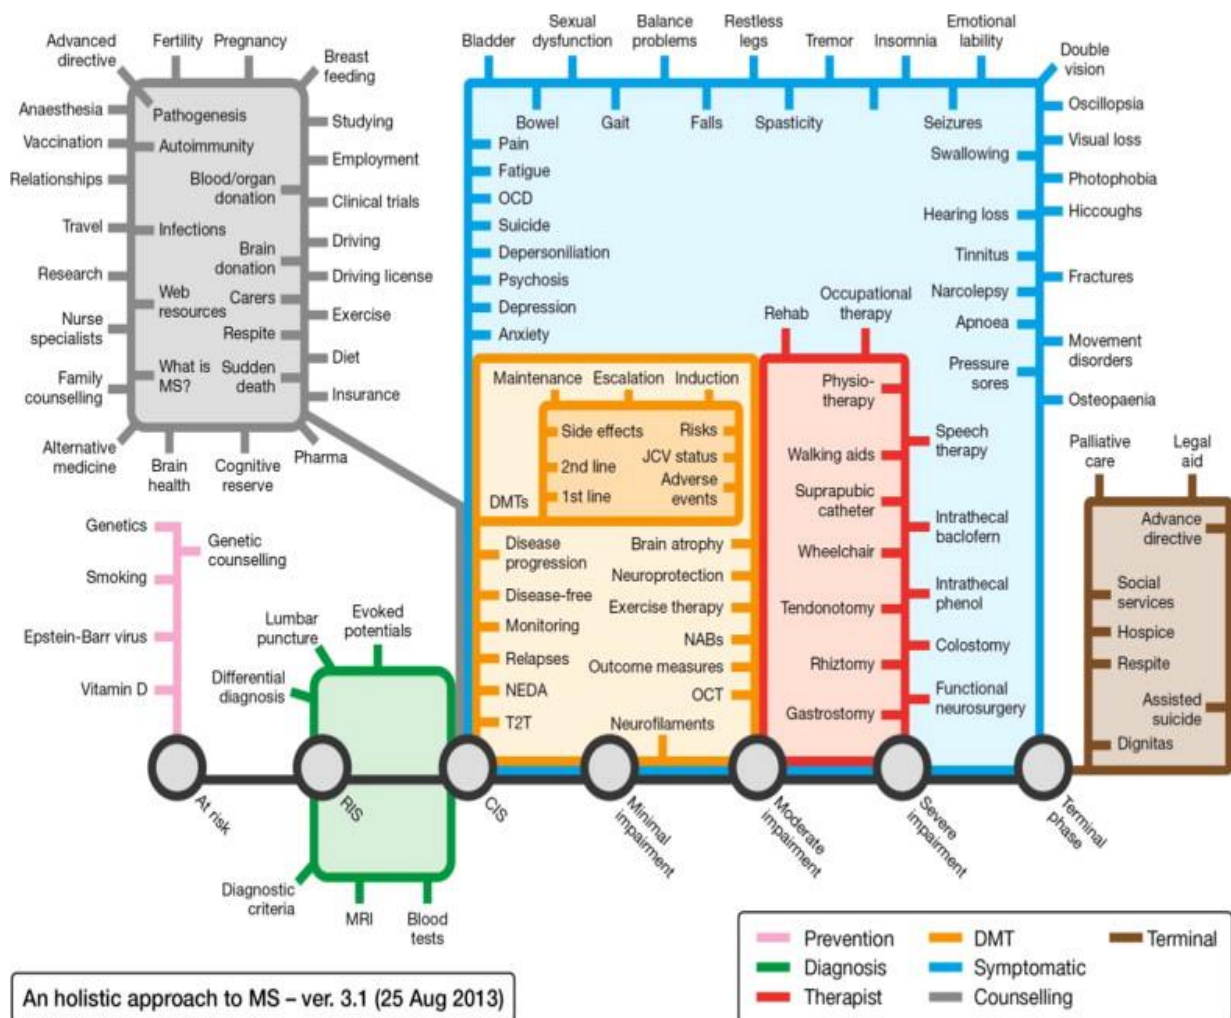 Advanced
directive
Fertility
Pregnancy
Breast
feeding
Anaesthesia
Vaccination
Relationships
Travel
Research
Nurse
specialists
Family
counselling
Alternative
medicine
Brain
health
Cognitive
reserve
Pharma
Pathogenesis
Autoimmunity
Blood/organ
donation
Infections
Brain
donation
Web
resources
Carers
Respite
What is
MS?
Sudden
death
Studying
Employment
Clinical trials
Driving
Driving license
Exercise
Diet
Insurance
Bladder
Sexual
dysfunction
Balance
problems
Restless
legs
Tremor
Insomnia
Emotional
lability
Double
vision
Bowel
Gait
Falls
Spasticity
Seizures
Pain
Fatigue
OCD
Suicide
Depersoniliation
Psychosis
Depression
Anxiety
Swallowing
Hearing loss
Tinnitus
Narcolepsy
Apnoea
Pressure
sores
Oscillopsia
Visual loss
Photophobia
Hiccoughs
Fractures
Movement
disorders
Osteopaenia
Maintenance
Escalation
Induction
Side effects
2nd line
1st line
Risks
JCV status
Adverse
events
DMTs
Disease
progression
Disease-free
Monitoring
Relapses
NEDA
T2T
Brain atrophy
Neuroprotection
Exercise therapy
NABs
Outcome measures
OCT
Neurofilaments
Rehab
Occupational
therapy
Physio-
therapy
Walking aids
Suprapubic
catheter
Wheelchair
Tendonotomy
Rhiztomy
Gastrostomy
Speech
therapy
Intrathecal
baclofern
Intrathecal
phenol
Colostomy
Functional
neurosurgery
Palliative
care
Legal
aid
Advance
directive
Social
services
Hospice
Respite
Assisted
suicide
Dignitas
Genetics
Genetic
counselling
Smoking
Epstein-Barr virus
Vitamin D
Lumbar
puncture
Evoked
potentials
Differential
diagnosis
Diagnostic
criteria
MRI
Blood
tests
At risk
RIS
CIS
Minimal
impairment
Moderate
impairment
Severe
impairment
Terminal
phase
Prevention
Diagnosis
Therapist
DMT
Symptomatic
Counselling
Terminal
An holistic approach to MS – ver. 3.1 (25 Aug 2013)